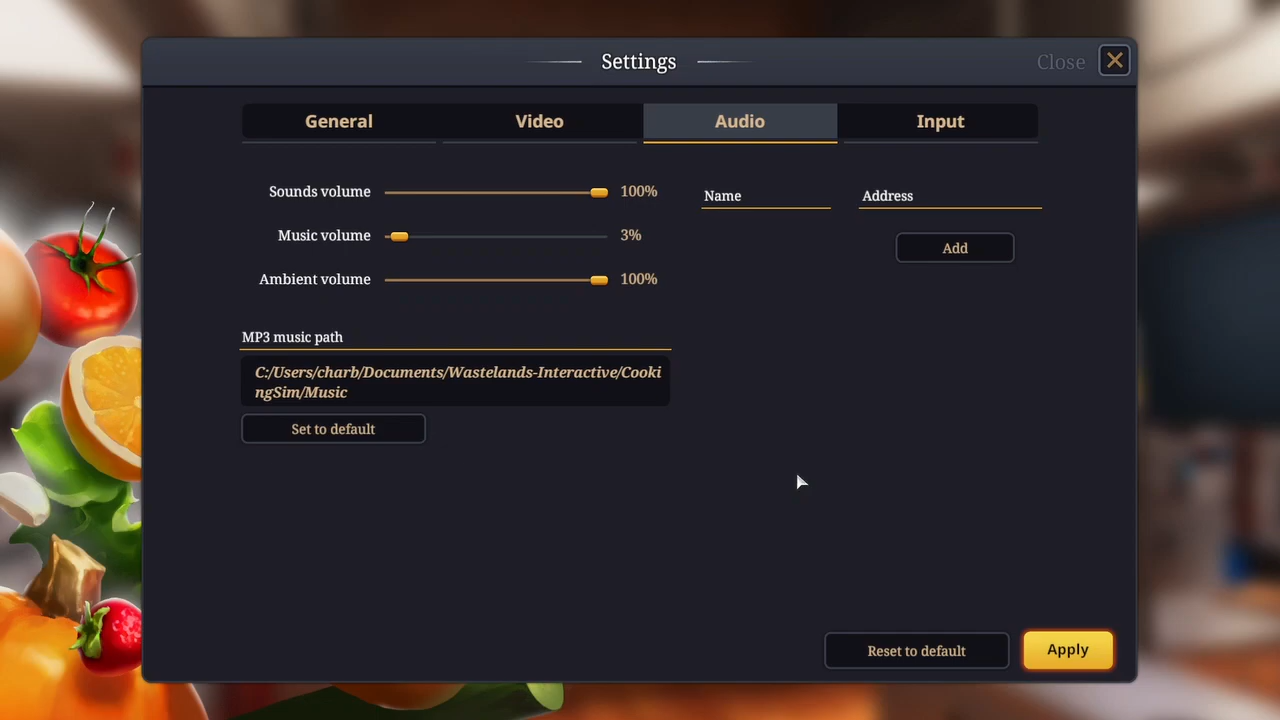 Settings
Close
General
Video
Audio
Input
Sounds volume
100%
Music volume
3%
Ambient volume
100%
Name
Address
Add
MP3 music path
C:/Users/charb/Documents/Wastelands-Interactive/Cooki
ngSim/Music
Set to default
Reset to default
Apply